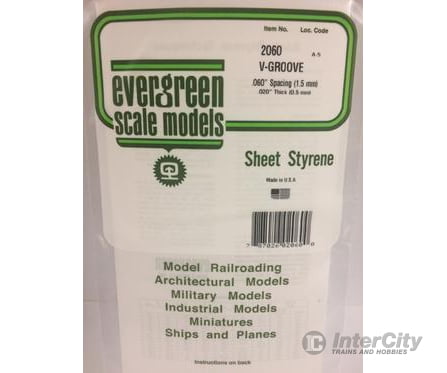 Item No. Loc. Code
2060 A-5
V-GROOVE
.060" Spacing (1.5 mm)
.020" Thick (0.5 mm)
evergreen
scale models
Sheet Styrene
Made in U.S.A
Model Railroading
Architectural Models
Military Models
Industrial Models
Miniatures
Ships and Planes
Instructions on back
InterCity
TRAINS AND HOBBIES